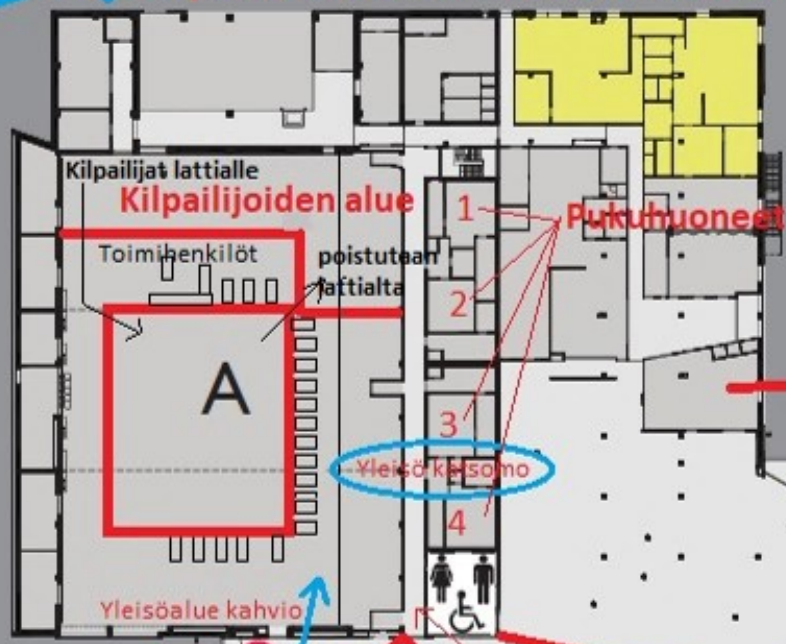 Kilpailijat lattialle
Kilpailijoiden alue
1
Pukuhuoneet
Toimihenkilöt
poistutaan
lattialta
2
A
3
Yleisö katsomo
4
Yleisöalue kahvio